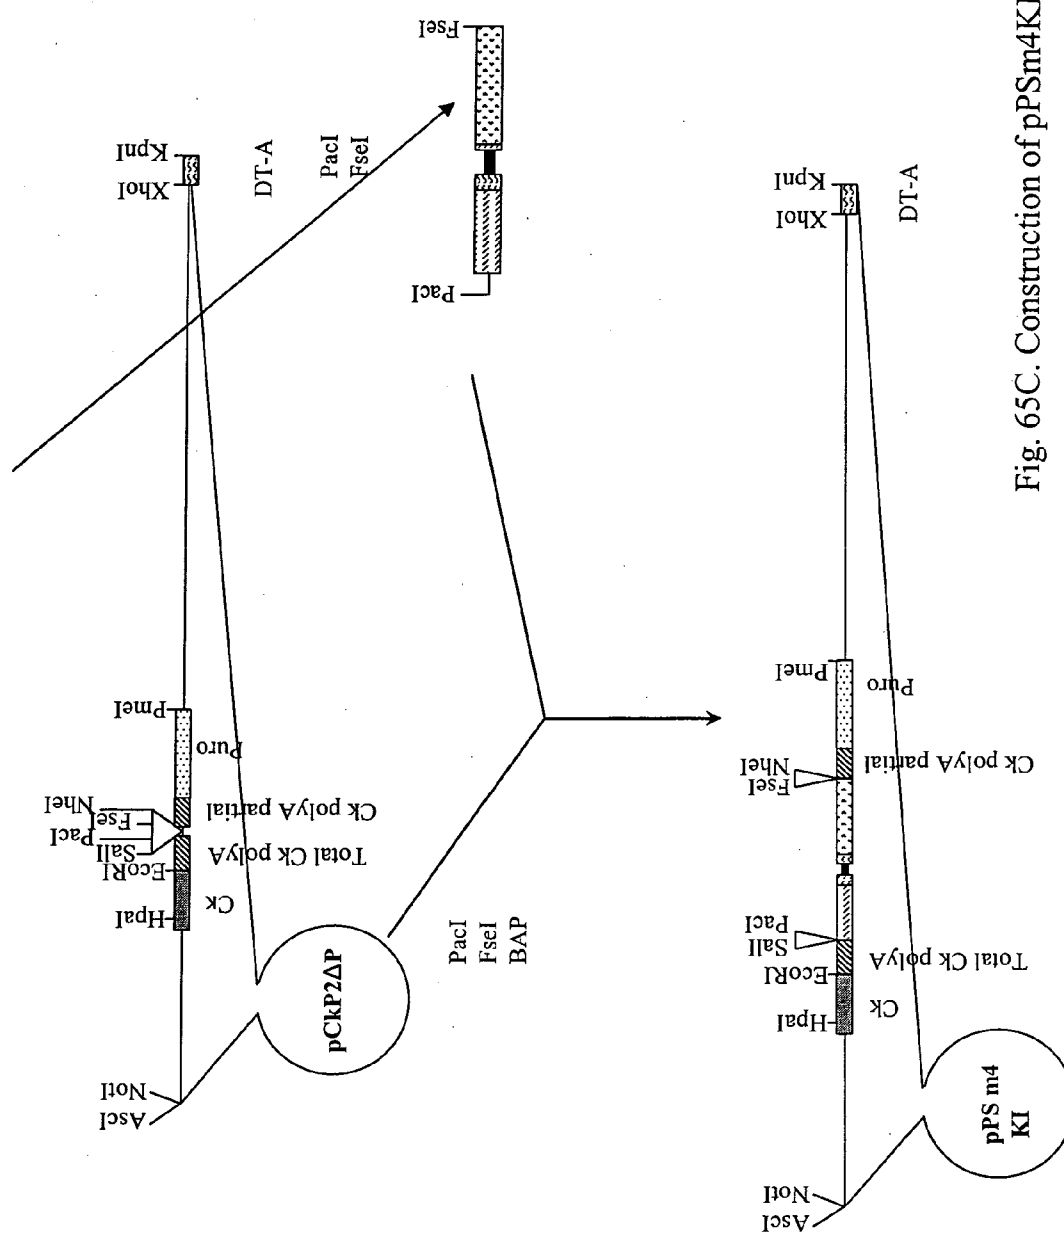 FseI
KpnI
XhoI
DT-A
PacI
FseI
PacI
PmeI
Puro
NheI
FseI
PacI
SalI
Ck polyA partial
Total Ck polyA
EcoRI
Ck
HpaI
pCkP2ΔP
NotI
AscI
PacI
FseI
BAP
KpnI
XhoI
DT-A
PmeI
Puro
NheI
FseI
Ck polyA partial
PacI
SalI
Total Ck polyA
EcoRI
Ck
HpaI
pPS m4
KI
NotI
AscI
Fig. 65C. Construction of pPSm4KI